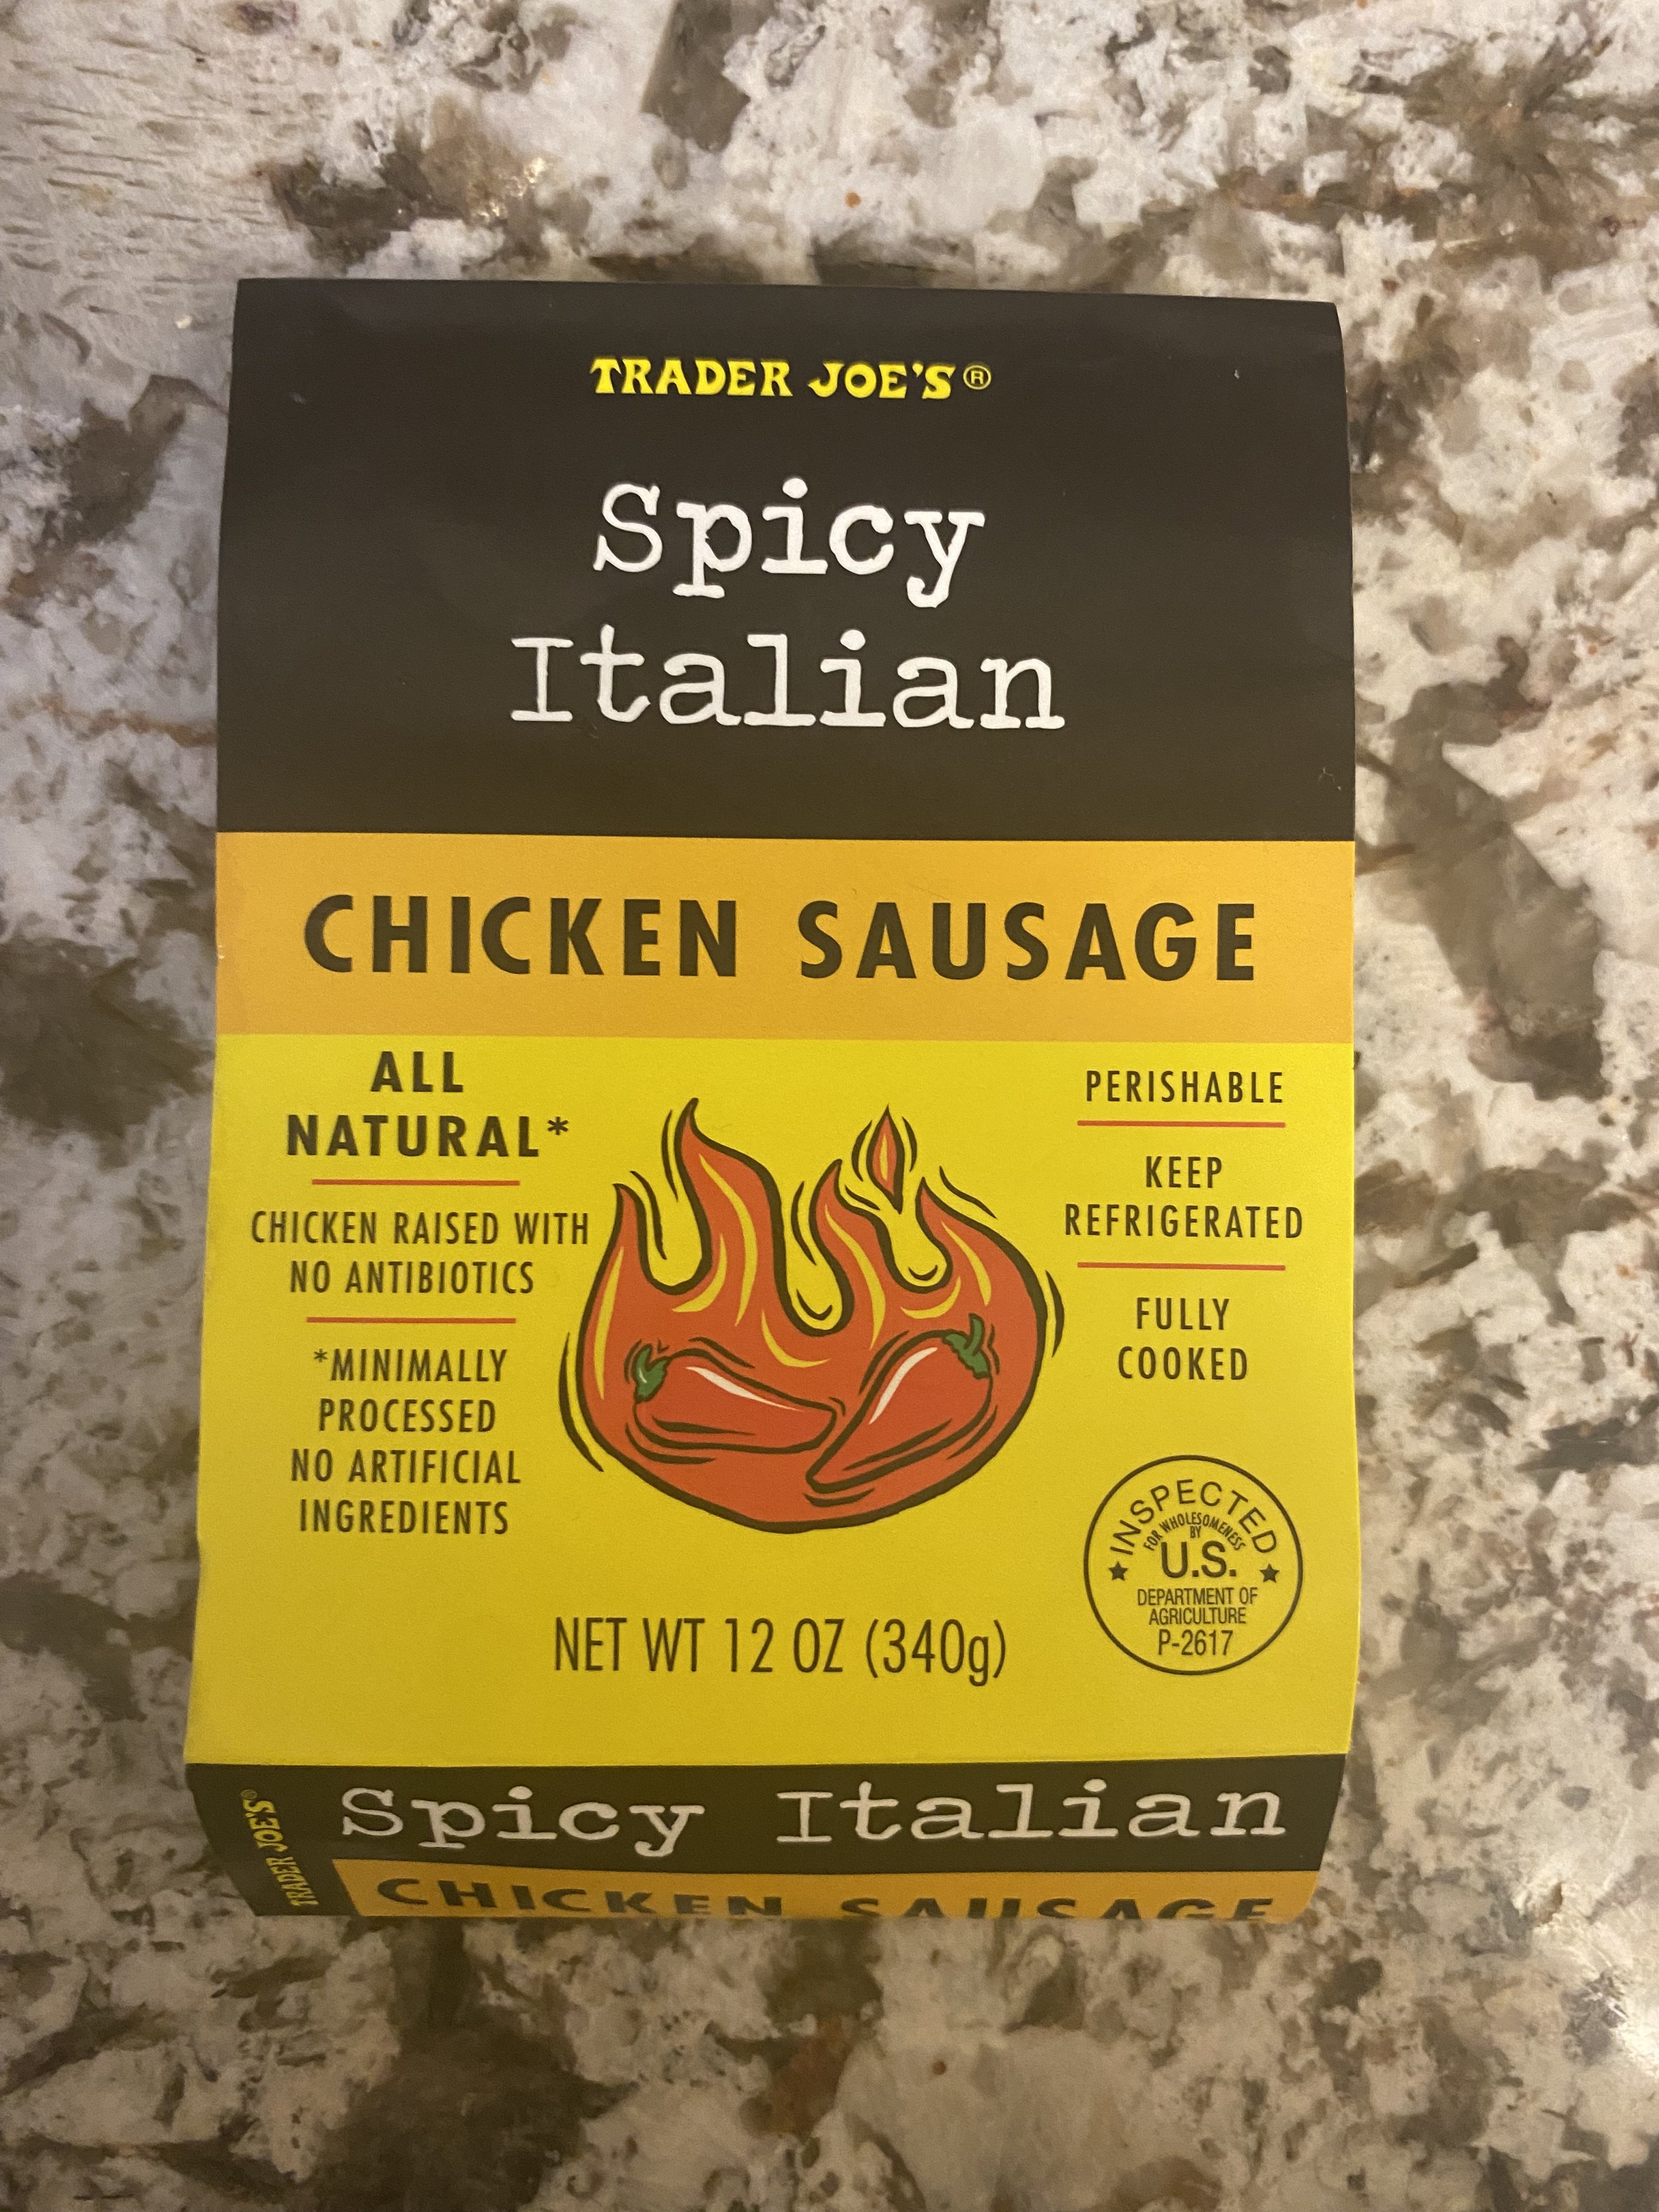 TRADER JOE'S®
Spicy
Italian
CHICKEN SAUSAGE
ALL
NATURAL*
CHICKEN RAISED WITH
NO ANTIBIOTICS
*MINIMALLY
PROCESSED
NO ARTIFICIAL
INGREDIENTS
PERISHABLE
KEEP
REFRIGERATED
FULLY
COOKED
INSPECTED
FOR WHOLESOMENESS
BY
U.S.
DEPARTMENT OF
AGRICULTURE
P-2617
NET WT 12 OZ (340g)
TRADER JOE'S®
Spicy Italian
CHICKEN SAUSAGE